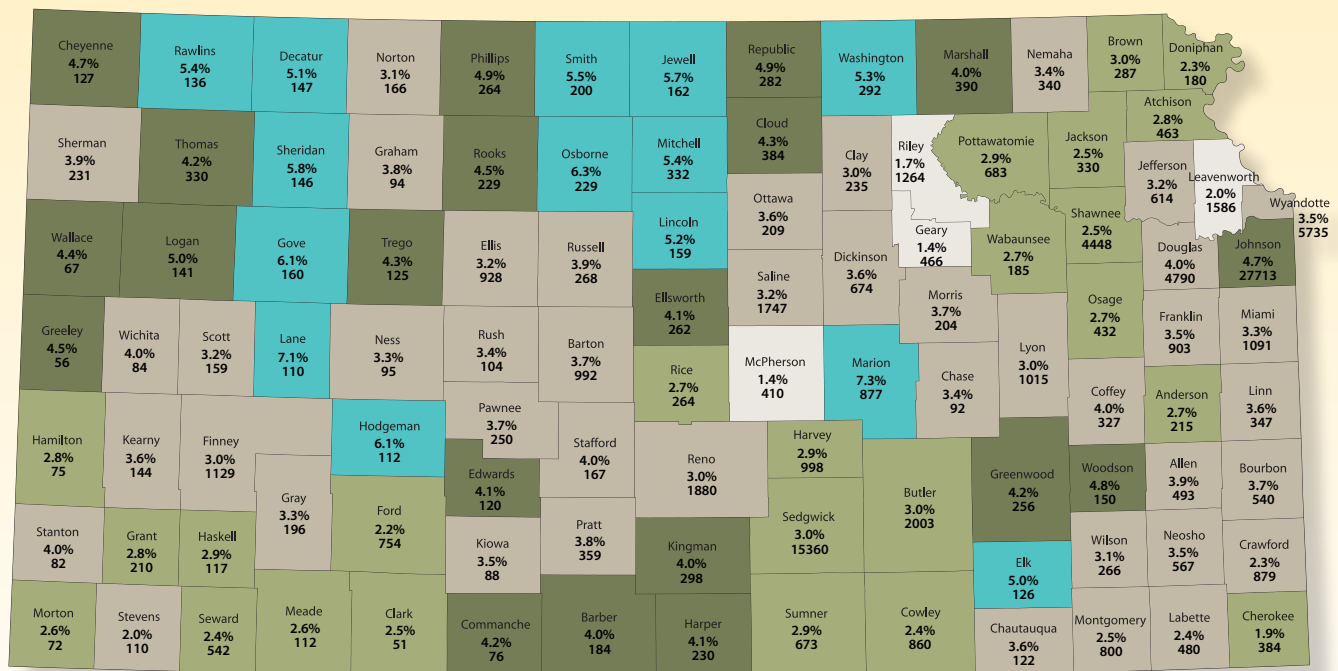 Cheyenne
4.7%
127
Rawlins
5.4%
136
Decatur
5.1%
147
Norton
3.1%
166
Phillips
4.9%
264
Smith
5.5%
200
Jewell
5.7%
162
Republic
4.9%
282
Washington
5.3%
292
Marshall
4.0%
390
Nemaha
3.4%
340
Brown
3.0%
287
Doniphan
2.3%
180
Atchison
2.8%
463
Sherman
3.9%
231
Thomas
4.2%
330
Sheridan
5.8%
146
Graham
3.8%
94
Rooks
4.5%
229
Osborne
6.3%
229
Mitchell
5.4%
332
Cloud
4.3%
384
Clay
3.0%
235
Riley
1.7%
1264
Pottawatomie
2.9%
683
Jackson
2.5%
330
Jefferson
3.2%
614
Leavenworth
2.0%
1586
Wyandotte
3.5%
5735
Ottawa
3.6%
209
Lincoln
5.2%
159
Wallace
4.4%
67
Logan
5.0%
141
Gove
6.1%
160
Trego
4.3%
125
Ellis
3.2%
928
Russell
3.9%
268
Saline
3.2%
1747
Dickinson
3.6%
674
Geary
1.4%
466
Wabaunsee
2.7%
185
Shawnee
2.5%
4448
Douglas
4.0%
4790
Johnson
4.7%
27713
Ellsworth
4.1%
262
Morris
3.7%
204
Osage
2.7%
432
Franklin
3.5%
903
Miami
3.3%
1091
Greeley
4.5%
56
Wichita
4.0%
84
Scott
3.2%
159
Lane
7.1%
110
Ness
3.3%
95
Rush
3.4%
104
Barton
3.7%
992
Rice
2.7%
264
McPherson
1.4%
410
Marion
7.3%
877
Chase
3.4%
92
Lyon
3.0%
1015
Coffey
4.0%
327
Anderson
2.7%
215
Linn
3.6%
347
Hamilton
2.8%
75
Kearny
3.6%
144
Finney
3.0%
1129
Hodgeman
6.1%
112
Pawnee
3.7%
250
Stafford
4.0%
167
Reno
3.0%
1880
Harvey
2.9%
998
Gray
3.3%
196
Ford
2.2%
754
Edwards
4.1%
120
Butler
3.0%
2003
Greenwood
4.2%
256
Woodson
4.8%
150
Allen
3.9%
493
Bourbon
3.7%
540
Stanton
4.0%
82
Grant
2.8%
210
Haskell
2.9%
117
Kiowa
3.5%
88
Pratt
3.8%
359
Kingman
4.0%
298
Sedgwick
3.0%
15360
Elk
5.0%
126
Wilson
3.1%
266
Neosho
3.5%
567
Crawford
2.3%
879
Morton
2.6%
72
Stevens
2.0%
110
Seward
2.4%
542
Meade
2.6%
112
Clark
2.5%
51
Commanche
4.2%
76
Barber
4.0%
184
Harper
4.1%
230
Sumner
2.9%
673
Cowley
2.4%
860
Chautauqua
3.6%
122
Montgomery
2.5%
800
Labette
2.4%
480
Cherokee
1.9%
384